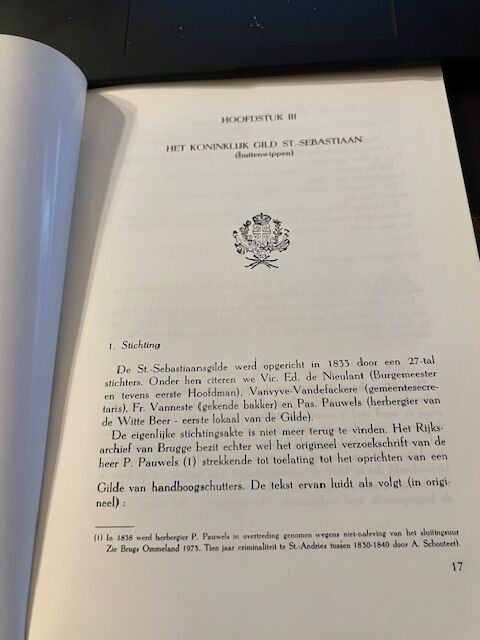 HOOFDSTUK III
HET KONINKLIJK GILD ST.-SEBASTIAAN
(buitenwippen)
1. Stichting
De St.-Sebastiaansgilde werd opgericht in 1833 door een 27-tal
stichters. Onder hen citeren we Vic. Ed. de Nieulant (Burgemeester
en tevens eerste Hoofdman), Vanvyve-Vandefackere (gemeentesecre-
taris), Fr. Vanneste (gekende bakker) en Pas. Pauwels (herbergier van
de Witte Beer - eerste lokaal van de Gilde).
De eigenlijke stichtingsakte is niet meer terug te vinden. Het Rijks-
archief van Brugge bezit echter wel het origineel verzoekschrift van de
heer P. Pauwels (1) strekkende tot toelating tot het oprichten van een
Gilde van handboogschutters. De tekst ervan luidt als volgt (in origi-
neel) :
(1) In 1838 werd herbergier P. Pauwels in overtreding genomen wegens niet-naleving van het sluitingsuur
Zie Brugs Ommeland 1973. Tien jaar criminaliteit te St.-Andries tussen 1830-1840 door A. Schouteet).
17